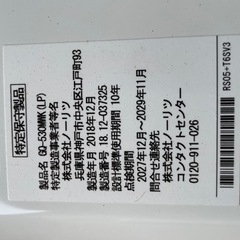 特定保守製品
製品名 GQ-530MWK(LP)
特定製造事業者等名
株式会社ノーリツ
兵庫県神戸市中央区江戸町93
製造年月 2018年12月
製造番号 18.12-037325
設計標準使用期間 10年
点検期間
2027年12月～2029年11月
問合せ連絡先
株式会社ノーリツ
コンタクトセンター
0120-911-026
RS05+T6SV3